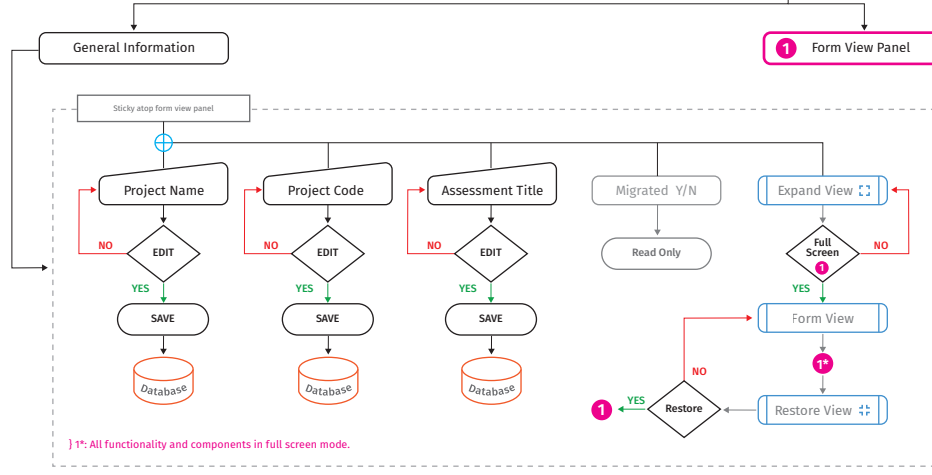 General Information
1 Form View Panel
Sticky atop form view panel
Project Name
Project Code
Assessment Title
Migrated Y/N
Expand View
NO
EDIT
NO
EDIT
NO
EDIT
Read Only
Full
Screen
1
NO
YES
YES
YES
YES
SAVE
SAVE
SAVE
Form View
1*
NO
Database
Database
Database
1
YES
Restore
Restore View
} 1*: All functionality and components in full screen mode.